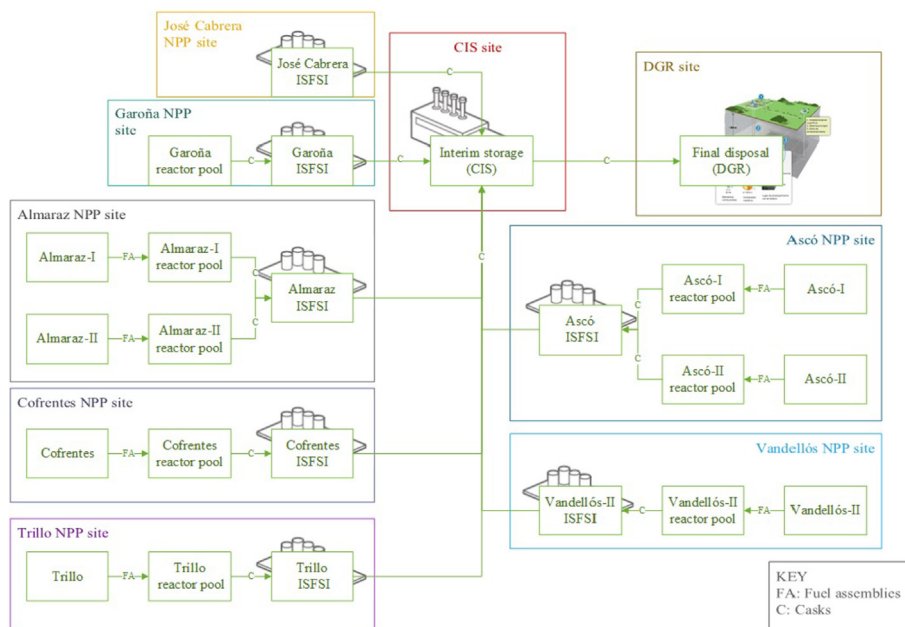 José Cabrera
NPP site
José Cabrera
ISFSI
C
CIS site
DGR site
Garoña NPP
site
Garoña
reactor pool
C
Garoña
ISFSI
C
Interim storage
(CIS)
C
Final disposal
(DGR)
Almaraz NPP site
Almaraz-I
FA
Almaraz-I
reactor pool
C
Almaraz
ISFSI
Almaraz-II
FA
Almaraz-II
reactor pool
C
C
Ascó NPP site
Ascó-I
reactor pool
FA
Ascó-I
C
Ascó
ISFSI
C
Ascó-II
reactor pool
FA
Ascó-II
Cofrentes NPP site
Cofrentes
FA
Cofrentes
reactor pool
C
Cofrentes
ISFSI
Vandellós NPP site
Vandellós-II
ISFSI
C
Vandellós-II
reactor pool
FA
Vandellós-II
Trillo NPP site
Trillo
FA
Trillo
reactor pool
C
Trillo
ISFSI
KEY
FA: Fuel assemblies
C: Casks